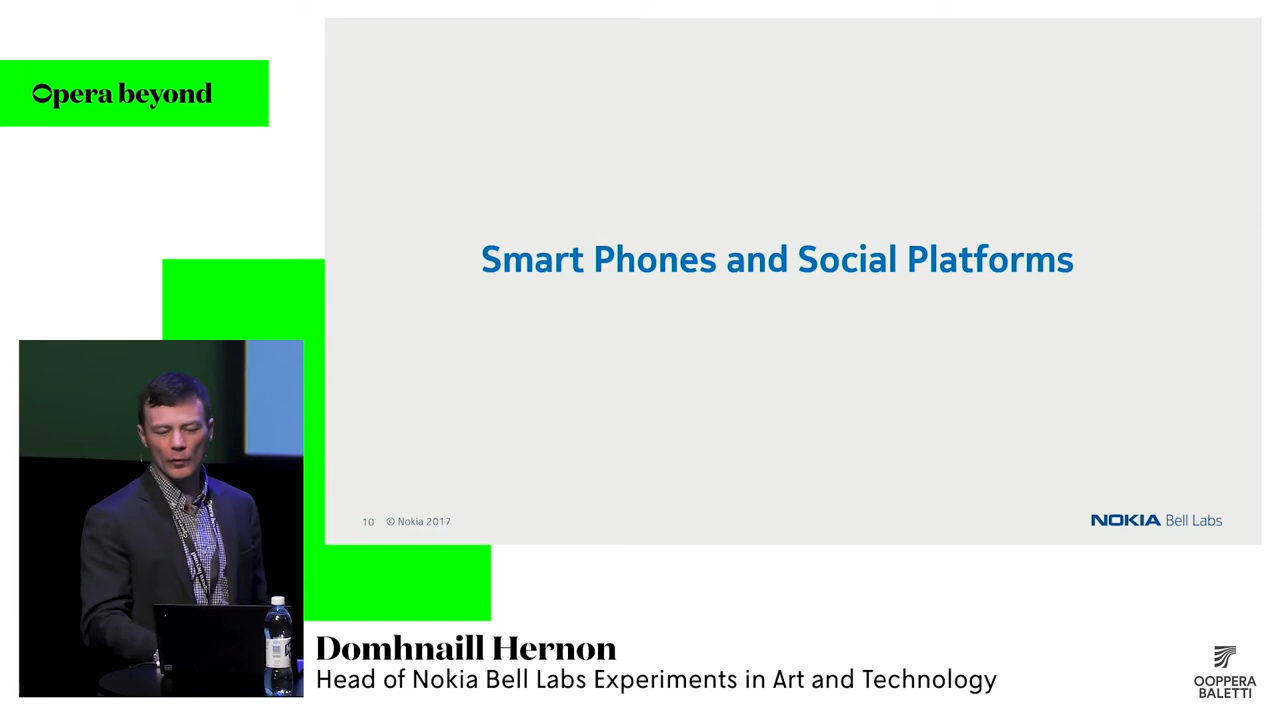 Opera beyond
Smart Phones and Social Platforms
10 © Nokia 2017
NOKIA Bell Labs
Domhnaill Hernon
Head of Nokia Bell Labs Experiments in Art and Technology
OOPPERA
BALETTI